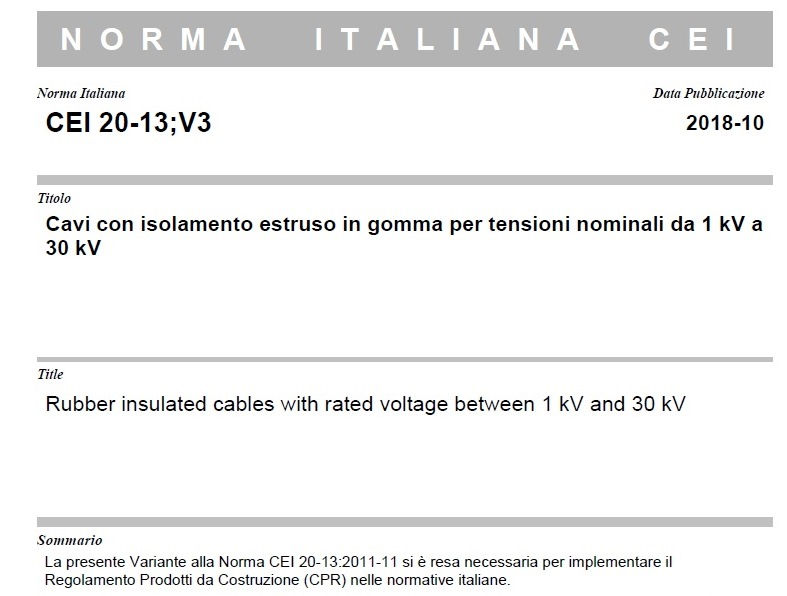 NORMA ITALIANA CEI
Norma Italiana
Data Pubblicazione
CEI 20-13;V3
2018-10
Titolo
Cavi con isolamento estruso in gomma per tensioni nominali da 1 kV a
30 kV
Title
Rubber insulated cables with rated voltage between 1 kV and 30 kV
Sommario
La presente Variante alla Norma CEI 20-13:2011-11 si è resa necessaria per implementare il
Regolamento Prodotti da Costruzione (CPR) nelle normative italiane.